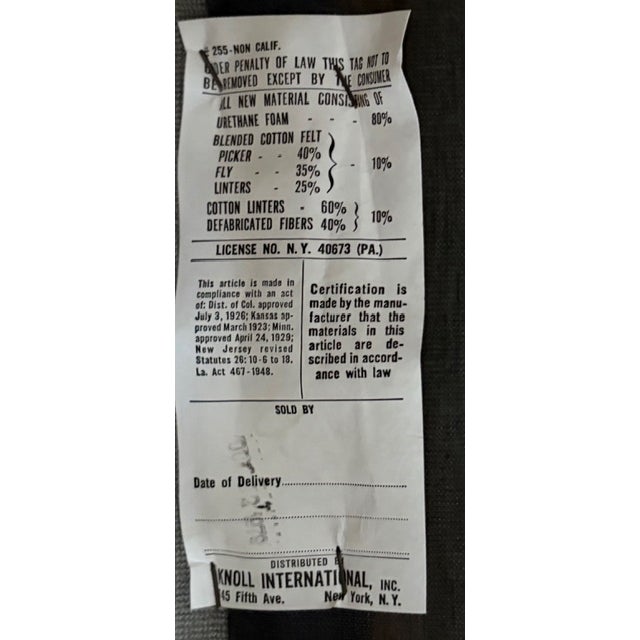 255-NON CALIF.
PENALTY OF LAW THIS TAG NOT TO
BE REMOVED EXCEPT BY THE CONSUMER
ALL NEW MATERIAL CONSISTING OF
URETHANE FOAM - - - 80%
BLENDED COTTON FELT
PICKER - - 40%
FLY - 35% - 10%
LINTERS - 25%
COTTON LINTERS - 60%
DEFABRICATED FIBERS 40% 10%
LICENSE NO. N.Y. 40673 (PA.)
This article is made in
compliance with an act
of: Dist. of Col. approved
July 3, 1926; Kansas ap-
proved March 1923; Minn.
approved April 24, 1929;
New Jersey revised
Statutes 26:10-6 to 18.
La. Act 467-1948.
Certification is
made by the manu-
facturer that the
materials in this
article are de-
scribed in accord-
ance with law
SOLD BY
Date of Delivery
DISTRIBUTED
KNOLL INTERNATIONAL, INC.
45 Fifth Ave. New York, N.Y.